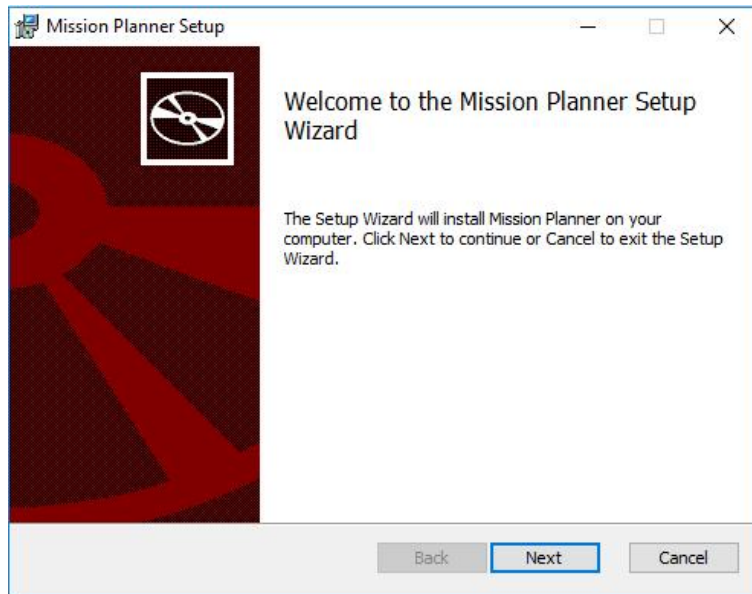 Mission Planner Setup
Welcome to the Mission Planner Setup
Wizard
The Setup Wizard will install Mission Planner on your
computer. Click Next to continue or Cancel to exit the Setup
Wizard.
Back Next Cancel